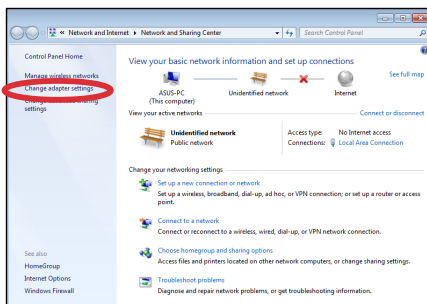 « Network and Internet ▸ Network and Sharing Center
Search Control Panel
Control Panel Home
Manage wireless networks
Change adapter settings
Change advanced sharing
settings
See also
HomeGroup
Internet Options
Windows Firewall
View your basic network information and set up connections
See full map
ASUS-PC
(This computer)
Unidentified network
Internet
View your active networks
Connect or disconnect
Unidentified network
Public network
Access type: No Internet access
Connections: Local Area Connection
Change your networking settings
Set up a new connection or network
Set up a wireless, broadband, dial-up, ad hoc, or VPN connection; or set up a router or access
point.
Connect to a network
Connect or reconnect to a wireless, wired, dial-up, or VPN network connection.
Choose homegroup and sharing options
Access files and printers located on other network computers, or change sharing settings.
Troubleshoot problems
Diagnose and repair network problems, or get troubleshooting information.